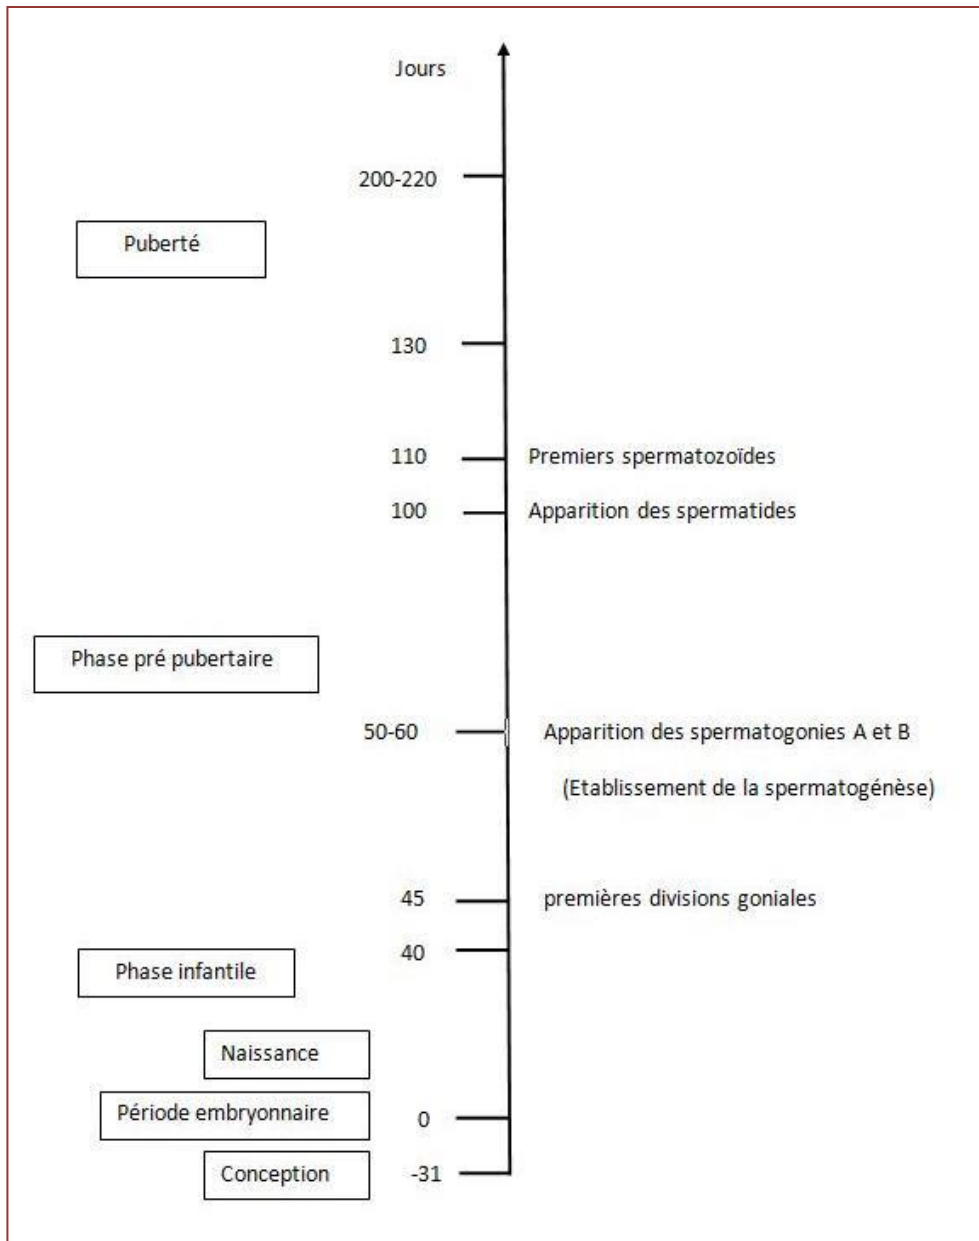 Jours
200-220
Puberté
130
110 Premiers spermatozoïdes
100 Apparition des spermatides
Phase pré pubertaire
50-60 Apparition des spermatogonies A et B
(Etablissement de la spermatogénèse)
45 premières divisions goniales
40
Phase infantile
Naissance
Période embryonnaire 0
Conception -31